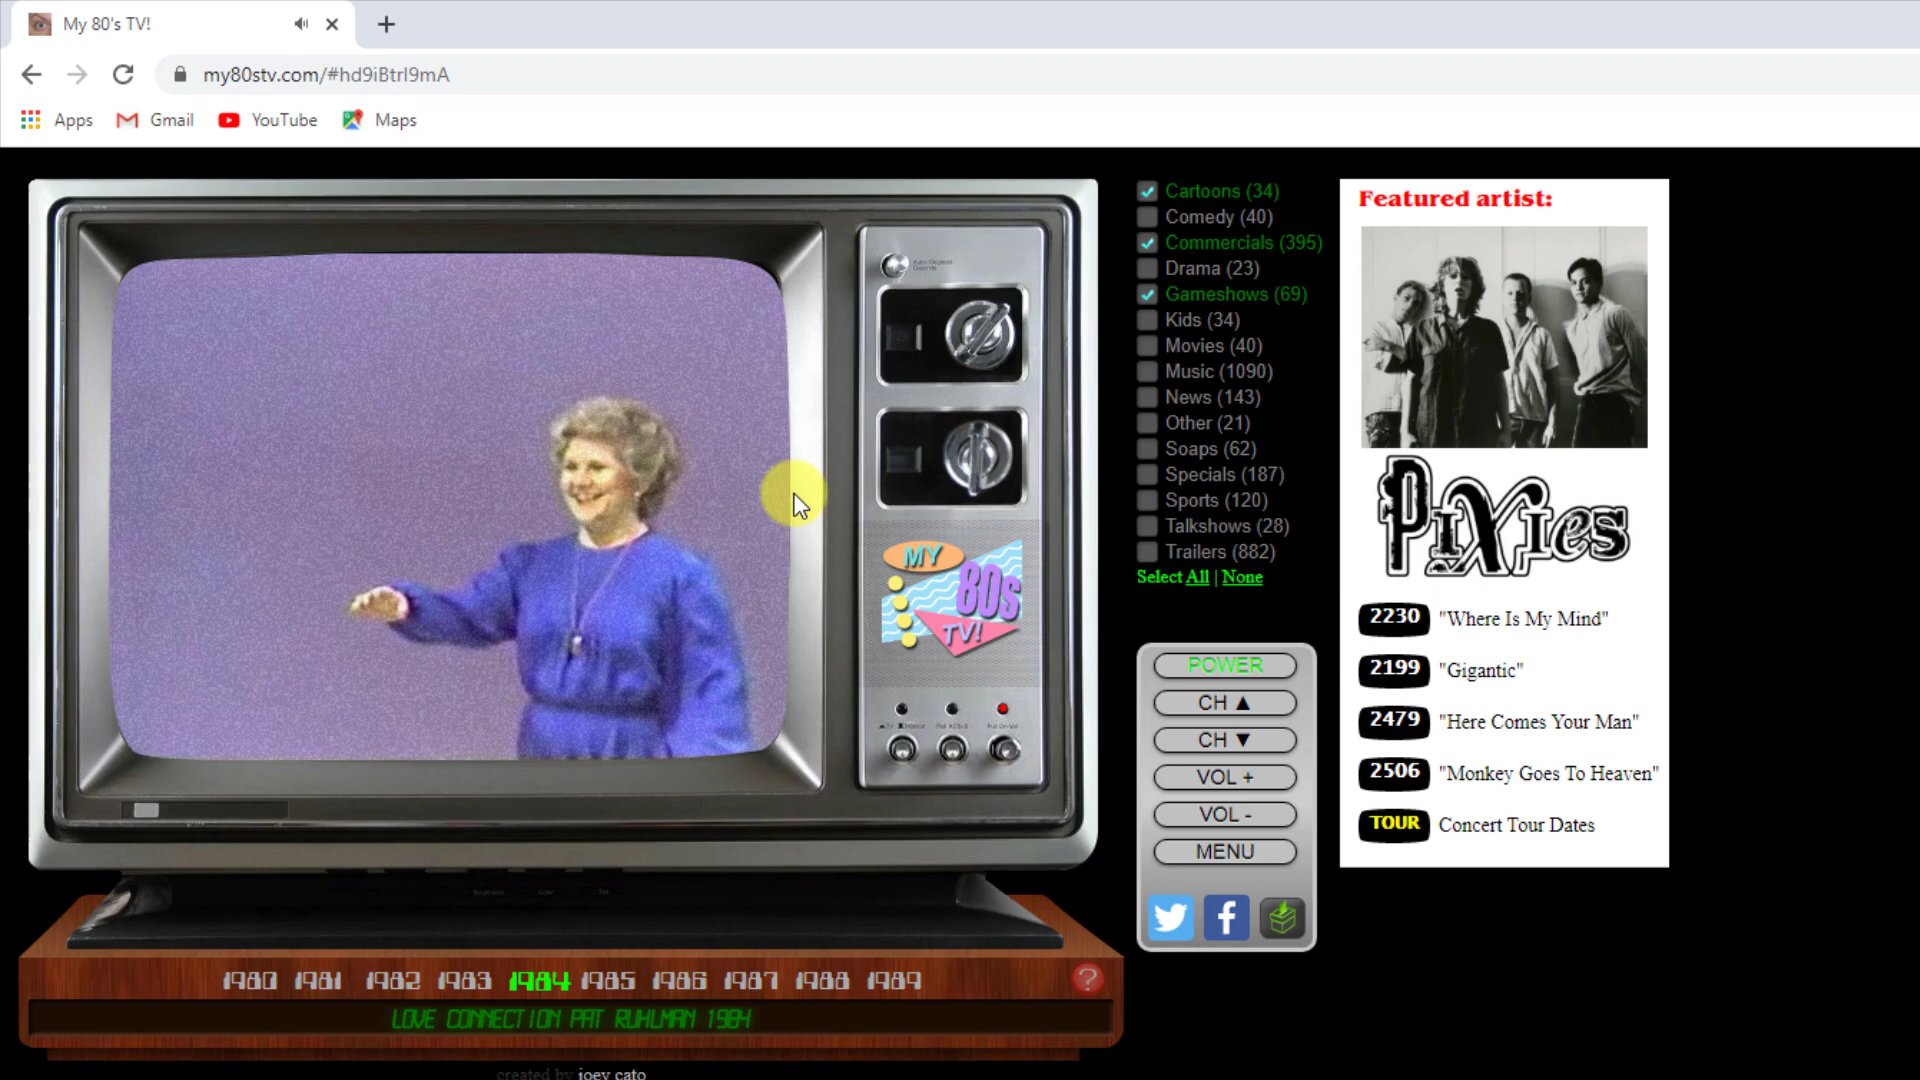 My 80's TV!
my80stv.com/#hd9iBtrI9mA
Apps Gmail YouTube Maps
Cartoons (34)
Comedy (40)
Commercials (395)
Drama (23)
Gameshows (69)
Kids (34)
Movies (40)
Music (1090)
News (143)
Other (21)
Soaps (62)
Specials (187)
Sports (120)
Talkshows (28)
Trailers (882)
Select All | None
Featured artist:
PIXIES
2230 "Where Is My Mind"
2199 "Gigantic"
2479 "Here Comes Your Man"
2506 "Monkey Goes To Heaven"
TOUR Concert Tour Dates
MY
80s
TV!
POWER
CH ▲
CH ▼
VOL +
VOL -
MENU
1980 1981 1982 1983 1984 1985 1986 1987 1988 1989 ?
LOVE CONNECTION PAT RUHLMAN 1984
created by joey cato